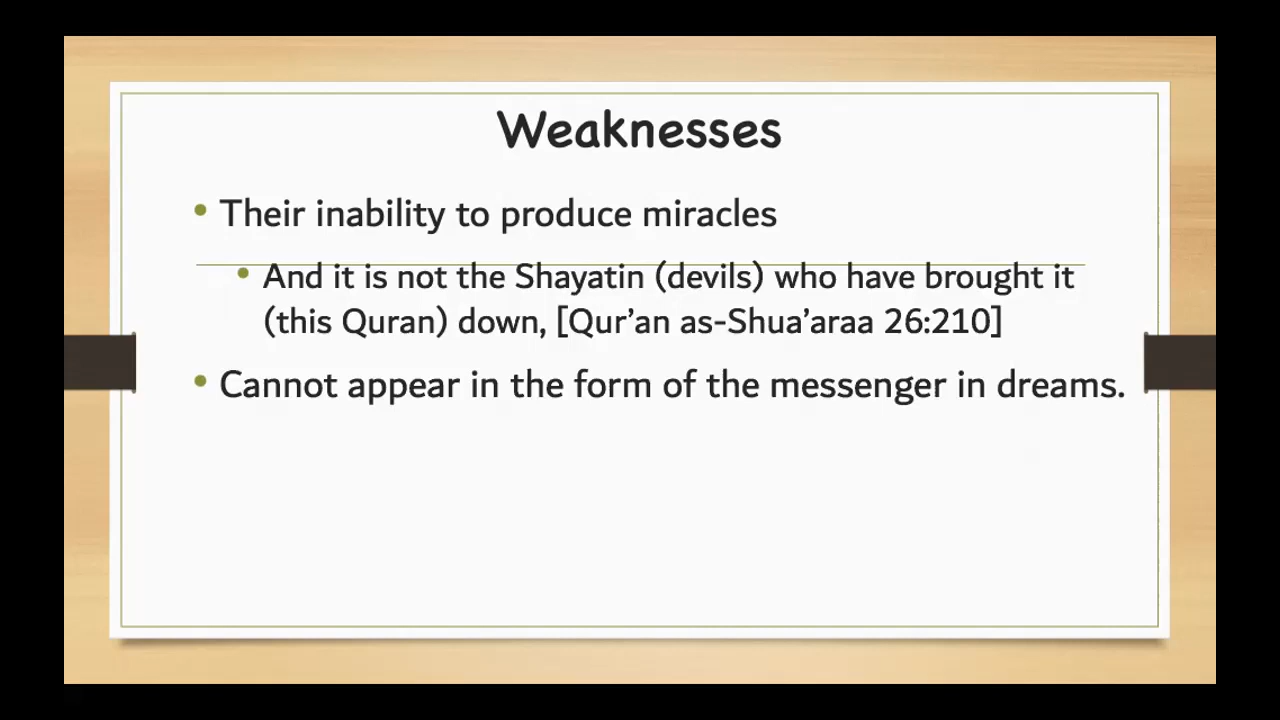 Weaknesses
• Their inability to produce miracles
• And it is not the Shayatin (devils) who have brought it
(this Quran) down, [Qur’an as-Shua’araa 26:210]
• Cannot appear in the form of the messenger in dreams.